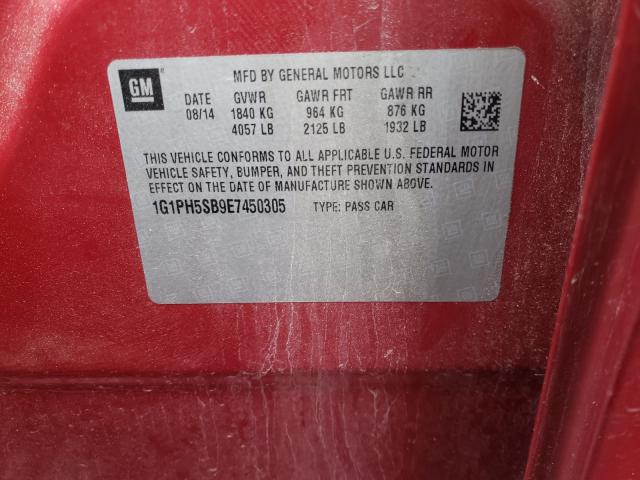 GM
MFD BY GENERAL MOTORS LLC
DATE GVWR GAWR FRT GAWR RR
08/14 1840 KG 964 KG 876 KG
4057 LB 2125 LB 1932 LB
THIS VEHICLE CONFORMS TO ALL APPLICABLE U.S. FEDERAL MOTOR
VEHICLE SAFETY, BUMPER, AND THEFT PREVENTION STANDARDS IN
EFFECT ON THE DATE OF MANUFACTURE SHOWN ABOVE.
1G1PH5SB9E7450305 TYPE: PASS CAR